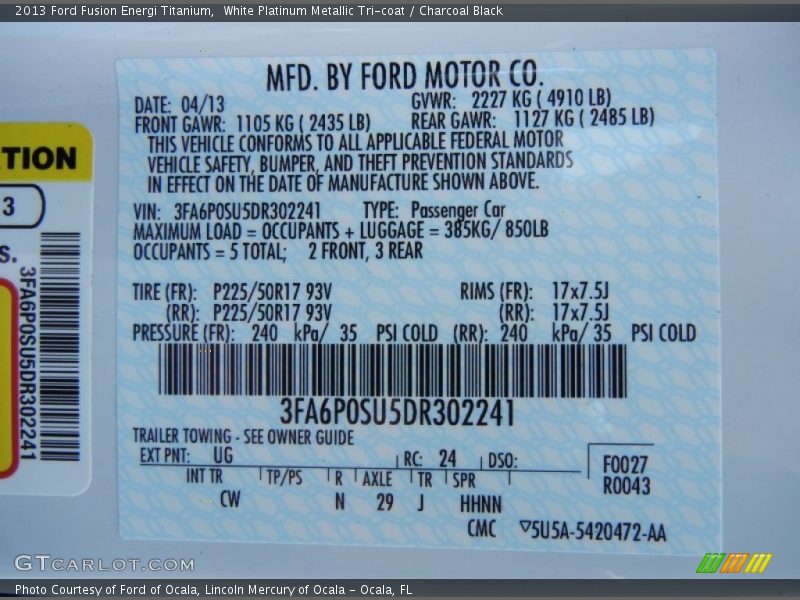 2013 Ford Fusion Energi Titanium,  White Platinum Metallic Tri-coat / Charcoal Black
MFD. BY FORD MOTOR CO.
DATE: 04/13 GVWR: 2227 KG ( 4910 LB)
FRONT GAWR: 1105 KG ( 2435 LB) REAR GAWR: 1127 KG ( 2485 LB)
THIS VEHICLE CONFORMS TO ALL APPLICABLE FEDERAL MOTOR
VEHICLE SAFETY, BUMPER, AND THEFT PREVENTION STANDARDS
IN EFFECT ON THE DATE OF MANUFACTURE SHOWN ABOVE.
VIN: 3FA6P0SU5DR302241 TYPE: Passenger Car
MAXIMUM LOAD = OCCUPANTS + LUGGAGE = 385KG/ 850LB
OCCUPANTS = 5 TOTAL; 2 FRONT, 3 REAR
TIRE (FR): P225/50R17 93V RIMS (FR): 17x7.5J
(RR): P225/50R17 93V (RR): 17x7.5J
PRESSURE (FR): 240 kPa/ 35 PSI COLD (RR): 240 kPa/ 35 PSI COLD
3FA6P0SU5DR302241
TRAILER TOWING - SEE OWNER GUIDE
EXT PNT: UG RC: 24 DSO:
F0027
R0043
INT TR TP/PS R AXLE TR SPR
CW N 29 J HHNN
CMC ▽5U5A-5420472-AA
TION
3
S.
3FA6P0SU5DR302241
GTCARLOT.COM
Photo Courtesy of Ford of Ocala, Lincoln Mercury of Ocala - Ocala, FL